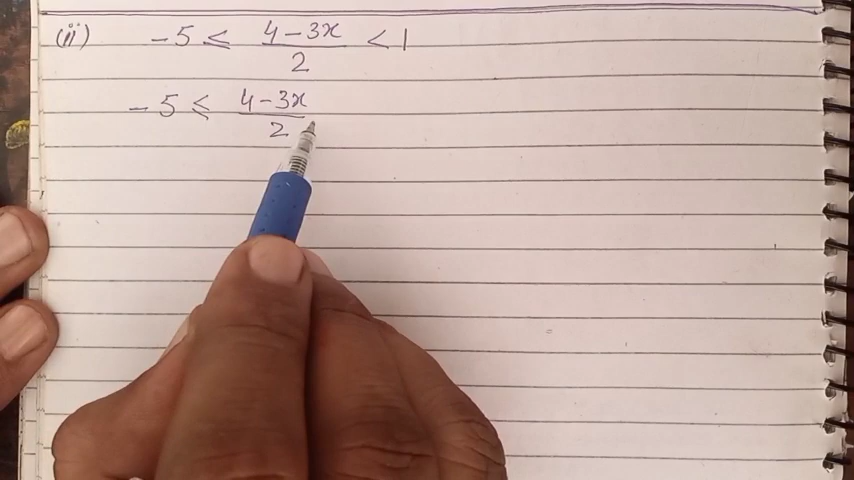 (ii) -5 ≤ (4-3x)/2 < 1
-5 ≤ (4-3x)/2